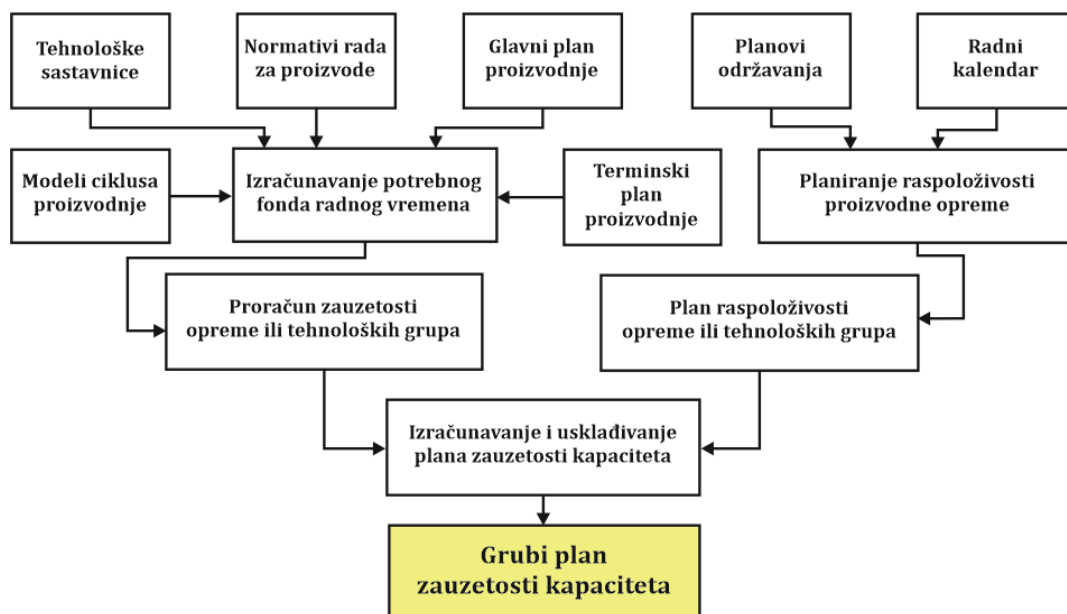 Tehnološke
sastavnice
Normativi rada
za proizvode
Glavni plan
proizvodnje
Planovi
održavanja
Radni
kalendar
Modeli ciklusa
proizvodnje
Izračunavanje potrebnog
fonda radnog vremena
Terminski
plan
proizvodnje
Planiranje raspoloživosti
proizvodne opreme
Proračun zauzetosti
opreme ili tehnoloških grupa
Plan raspoloživosti
opreme ili tehnoloških grupa
Izračunavanje i usklađivanje
plana zauzetosti kapaciteta
Grubi plan
zauzetosti kapaciteta